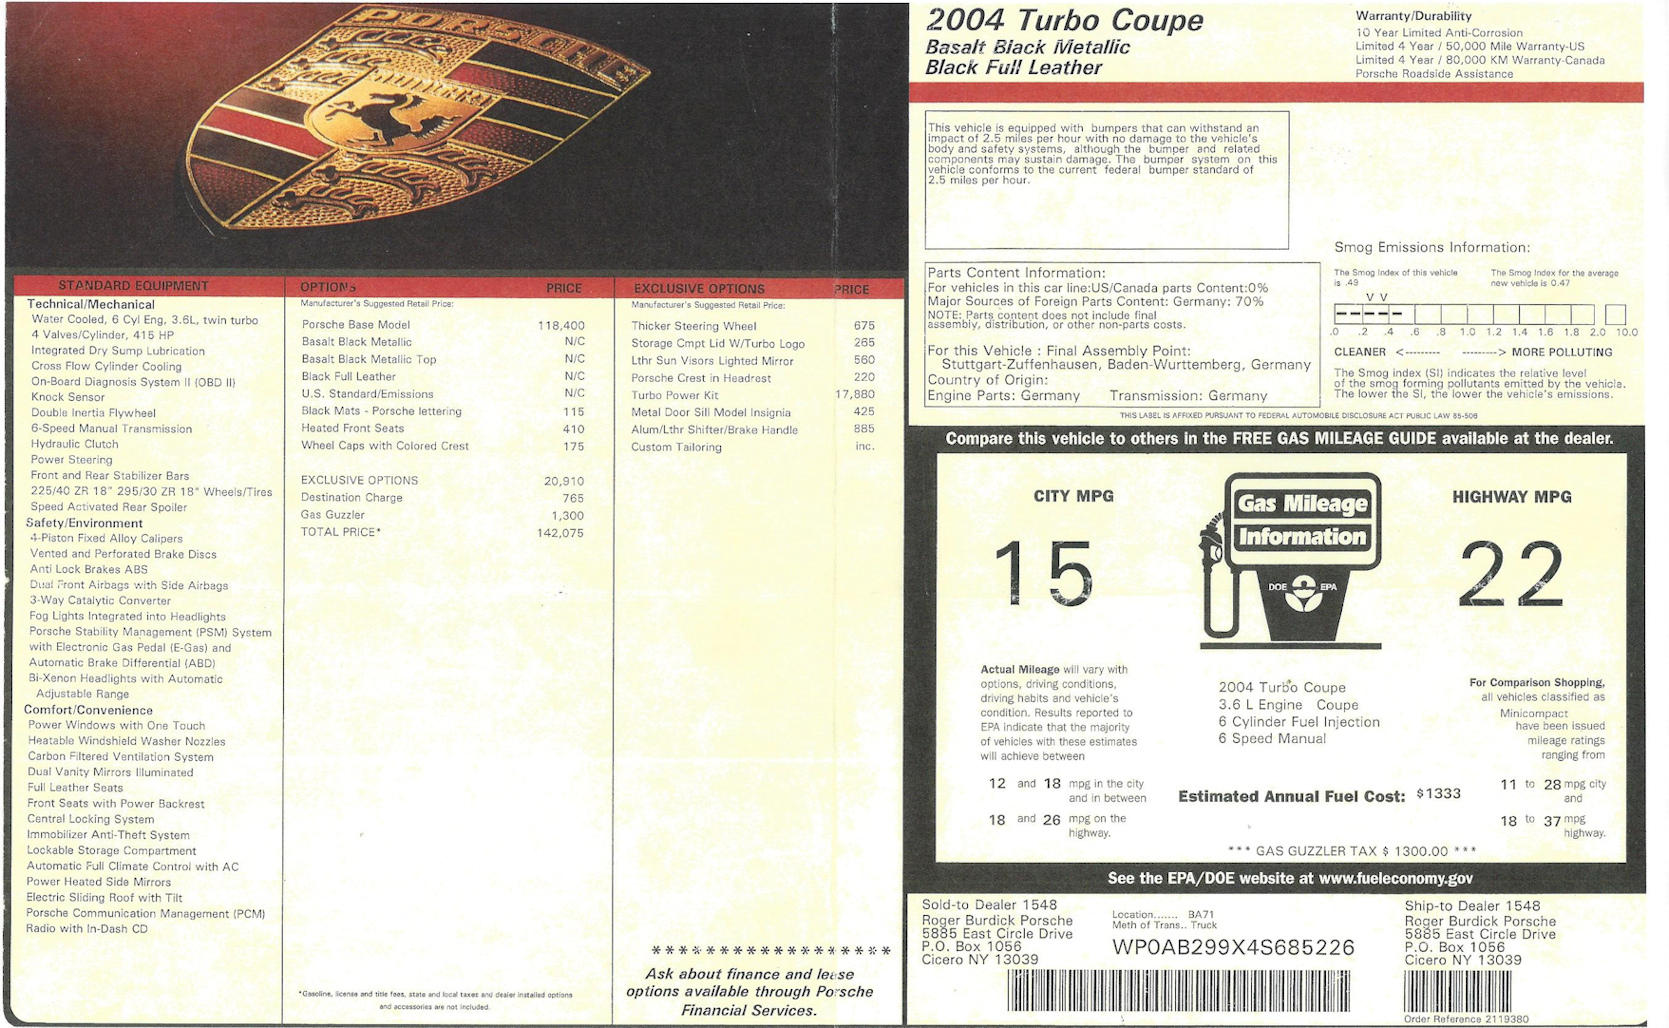 PORSCHE
STUTTGART
STANDARD EQUIPMENT
Technical/Mechanical
Water Cooled, 6 Cyl Eng, 3.6L, twin turbo
4 Valves/Cylinder, 415 HP
Integrated Dry Sump Lubrication
Cross Flow Cylinder Cooling
On-Board Diagnosis System II (OBD II)
Knock Sensor
Double Inertia Flywheel
6-Speed Manual Transmission
Hydraulic Clutch
Power Steering
Front and Rear Stabilizer Bars
225/40 ZR 18" 295/30 ZR 18" Wheels/Tires
Speed Activated Rear Spoiler
Safety/Environment
4-Piston Fixed Alloy Calipers
Vented and Perforated Brake Discs
Anti Lock Brakes ABS
Dual Front Airbags with Side Airbags
3-Way Catalytic Converter
Fog Lights Integrated into Headlights
Porsche Stability Management (PSM) System
with Electronic Gas Pedal (E-Gas) and
Automatic Brake Differential (ABD)
Bi-Xenon Headlights with Automatic
Adjustable Range
Comfort/Convenience
Power Windows with One Touch
Heatable Windshield Washer Nozzles
Carbon Filtered Ventilation System
Dual Vanity Mirrors Illuminated
Full Leather Seats
Front Seats with Power Backrest
Central Locking System
Immobilizer Anti-Theft System
Lockable Storage Compartment
Automatic Full Climate Control with AC
Power Heated Side Mirrors
Electric Sliding Roof with Tilt
Porsche Communication Management (PCM)
Radio with In-Dash CD
OPTIONS PRICE
Manufacturer's Suggested Retail Price:
Porsche Base Model 118,400
Basalt Black Metallic N/C
Basalt Black Metallic Top N/C
Black Full Leather N/C
U.S. Standard/Emissions N/C
Black Mats - Porsche lettering 115
Heated Front Seats 410
Wheel Caps with Colored Crest 175
EXCLUSIVE OPTIONS 20,910
Destination Charge 765
Gas Guzzler 1,300
TOTAL PRICE* 142,075
*Gasoline, license and title fees, state and local taxes and dealer installed options
and accessories are not included.
EXCLUSIVE OPTIONS PRICE
Manufacturer's Suggested Retail Price:
Thicker Steering Wheel 675
Storage Cmpt Lid W/Turbo Logo 265
Lthr Sun Visors Lighted Mirror 560
Porsche Crest in Headrest 220
Turbo Power Kit 17,880
Metal Door Sill Model Insignia 425
Alum/Lthr Shifter/Brake Handle 885
Custom Tailoring inc.
* * * * * * * * * * * * * * * * * * *
Ask about finance and lease
options available through Porsche
Financial Services.
2004 Turbo Coupe
Basalt Black Metallic
Black Full Leather
Warranty/Durability
10 Year Limited Anti-Corrosion
Limited 4 Year / 50,000 Mile Warranty-US
Limited 4 Year / 80,000 KM Warranty-Canada
Porsche Roadside Assistance
This vehicle is equipped with bumpers that can withstand an
impact of 2.5 miles per hour with no damage to the vehicle's
body and safety systems, although the bumper and related
components may sustain damage. The bumper system on this
vehicle conforms to the current federal bumper standard of
2.5 miles per hour.
Parts Content Information:
For vehicles in this car line:US/Canada parts Content:0%
Major Sources of Foreign Parts Content: Germany: 70%
NOTE: Parts content does not include final
assembly, distribution, or other non-parts costs.
For this Vehicle : Final Assembly Point:
Stuttgart-Zuffenhausen, Baden-Wurttemberg, Germany
Country of Origin:
Engine Parts: Germany Transmission: Germany
Smog Emissions Information:
The Smog Index of this vehicle
is .49
The Smog Index for the average
new vehicle is 0.47
V V
.0 .2 .4 .6 .8 1.0 1.2 1.4 1.6 1.8 2.0 10.0
CLEANER <--------- --------> MORE POLLUTING
The Smog index (SI) indicates the relative level
of the smog forming pollutants emitted by the vehicle.
The lower the SI, the lower the vehicle's emissions.
THIS LABEL IS AFFIXED PURSUANT TO FEDERAL AUTOMOBILE DISCLOSURE ACT PUBLIC LAW 85-506
Compare this vehicle to others in the FREE GAS MILEAGE GUIDE available at the dealer.
CITY MPG
15
Gas Mileage
Information
DOE EPA
HIGHWAY MPG
22
Actual Mileage will vary with
options, driving conditions,
driving habits and vehicle's
condition. Results reported to
EPA indicate that the majority
of vehicles with these estimates
will achieve between
12 and 18 mpg in the city
and in between
18 and 26 mpg on the
highway.
2004 Turbo Coupe
3.6 L Engine Coupe
6 Cylinder Fuel Injection
6 Speed Manual
Estimated Annual Fuel Cost: $1333
*** GAS GUZZLER TAX $ 1300.00 ***
For Comparison Shopping,
all vehicles classified as
Minicompact
have been issued
mileage ratings
ranging from
11 to 28 mpg city
and
18 to 37 mpg
highway.
See the EPA/DOE website at www.fueleconomy.gov
Sold-to Dealer 1548
Roger Burdick Porsche
5885 East Circle Drive
P.O. Box 1056
Cicero NY 13039
Location....... BA71
Meth of Trans.. Truck
WP0AB299X4S685226
Ship-to Dealer 1548
Roger Burdick Porsche
5885 East Circle Drive
P.O. Box 1056
Cicero NY 13039
Order Reference 2119380